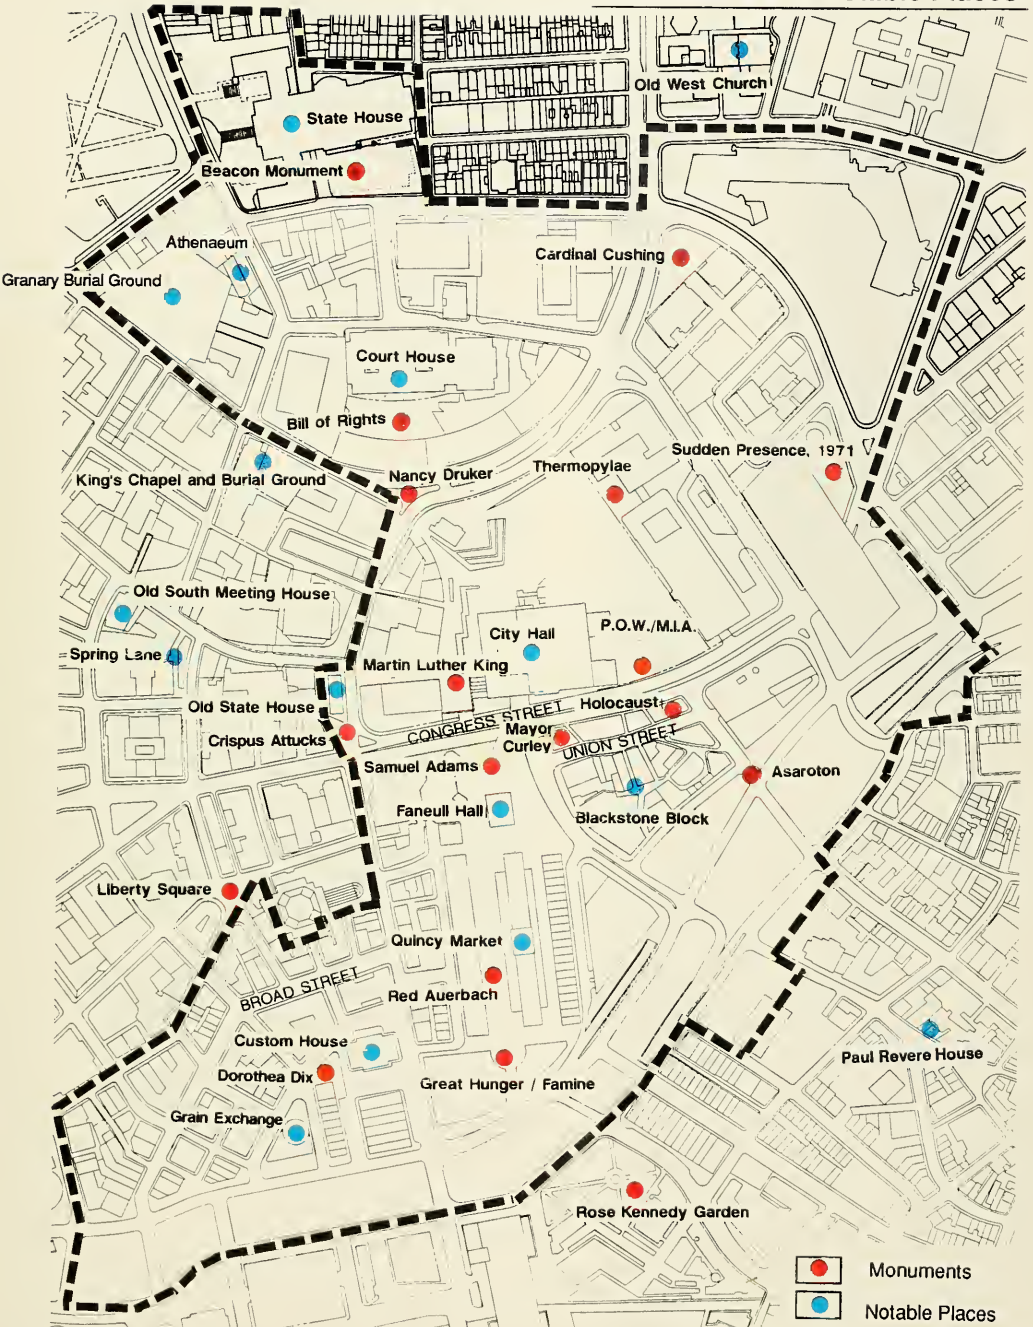 Old West Church
State House
Beacon Monument
Athenaeum
Cardinal Cushing
Granary Burial Ground
Court House
Bill of Rights
Sudden Presence, 1971
Thermopylae
Nancy Druker
King's Chapel and Burial Ground
Old South Meeting House
City Hall
P.O.W./M.I.A.
Spring Lane
Martin Luther King
Old State House
Holocaust
CONGRESS STREET
Crispus Attucks
Mayor
Curley
UNION STREET
Samuel Adams
Asaroton
Faneull Hall
Blackstone Block
Liberty Square
Quincy Market
BROAD STREET
Red Auerbach
Custom House
Paul Revere House
Dorothea Dix
Great Hunger / Famine
Grain Exchange
Rose Kennedy Garden
Monuments
Notable Places